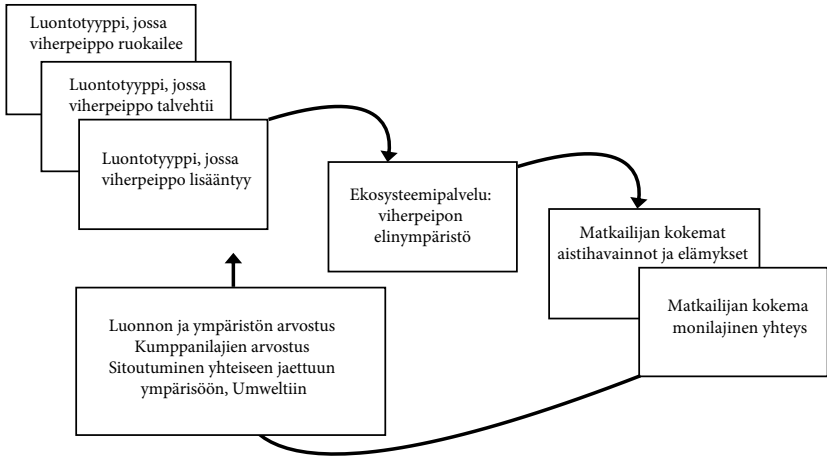 Luontotyyppi, jossa
viherpeippo ruokailee
Luontotyyppi, jossa
viherpeippo talvehtii
Luontotyyppi, jossa
viherpeippo lisääntyy
Ekosysteemipalvelu:
viherpeipon
elinympäristö
Matkailijan kokemat
aistihavainnot ja elämykset
Matkailijan kokema
monilajinen yhteys
Luonnon ja ympäristön arvostus
Kumppanilajien arvostus
Sitoutuminen yhteiseen jaettuun
ympärisöön, Umweltiin